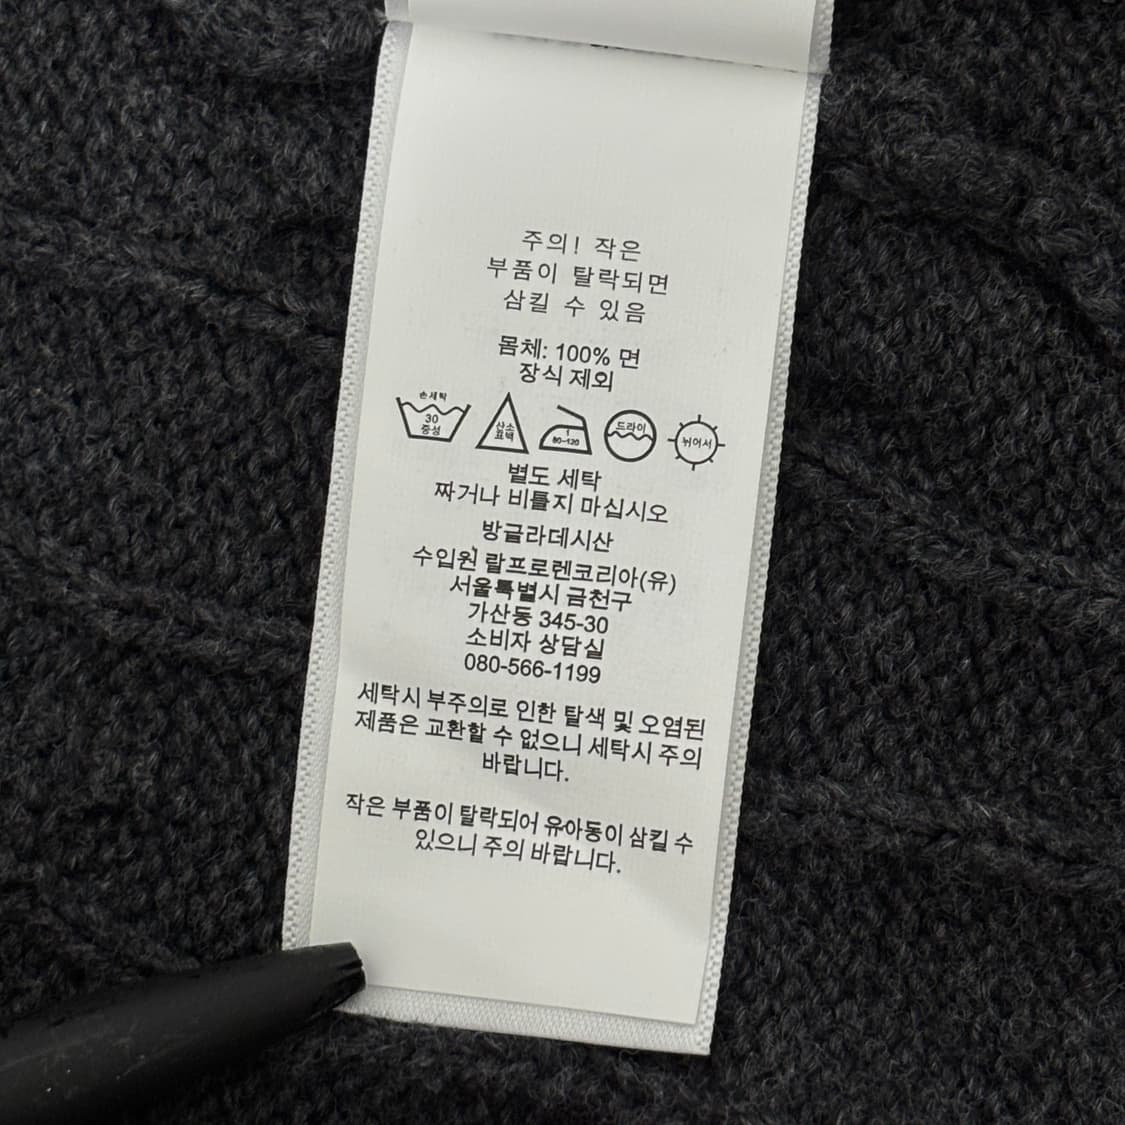 주의! 작은
부품이 탈락되면
삼킬 수 있음
몸체: 100% 면
장식 제외
손세탁
30
중성
산소
표백
1
80-120
드라이
뉘어서
별도 세탁
짜거나 비틀지 마십시오
방글라데시산
수입원 랄프로렌코리아(유)
서울특별시 금천구
가산동 345-30
소비자 상담실
080-566-1199
세탁시 부주의로 인한 탈색 및 오염된
제품은 교환할 수 없으니 세탁시 주의
바랍니다.
작은 부품이 탈락되어 유아동이 삼킬 수
있으니 주의 바랍니다.